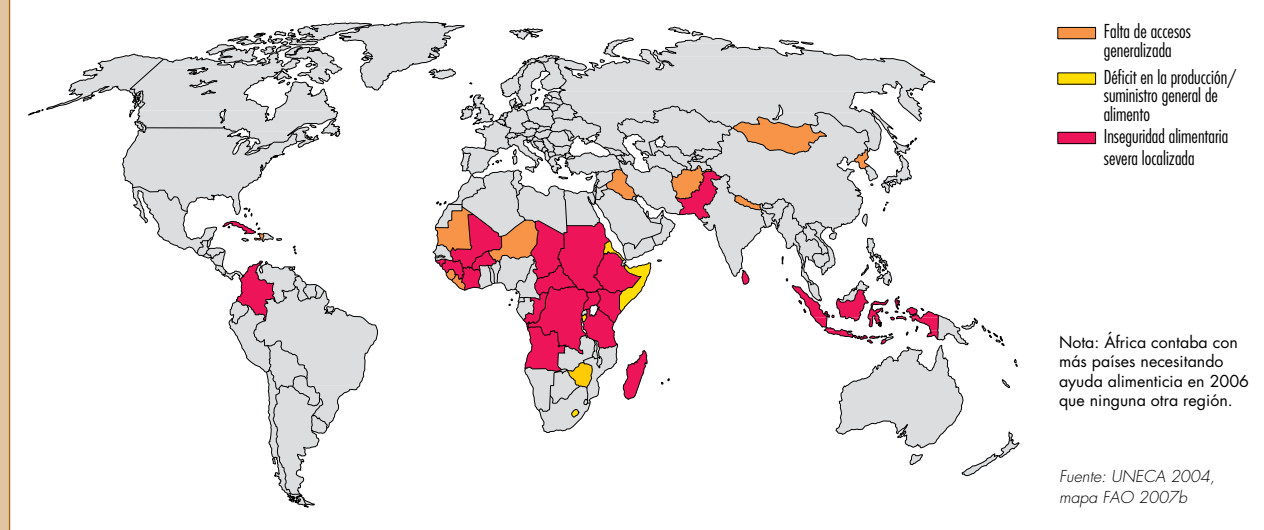 Falta de accesos
generalizada
Déficit en la producción/
suministro general de
alimento
Inseguridad alimentaria
severa localizada
Nota: África contaba con
más países necesitando
ayuda alimenticia en 2006
que ninguna otra región.
Fuente: UNECA 2004,
mapa FAO 2007b